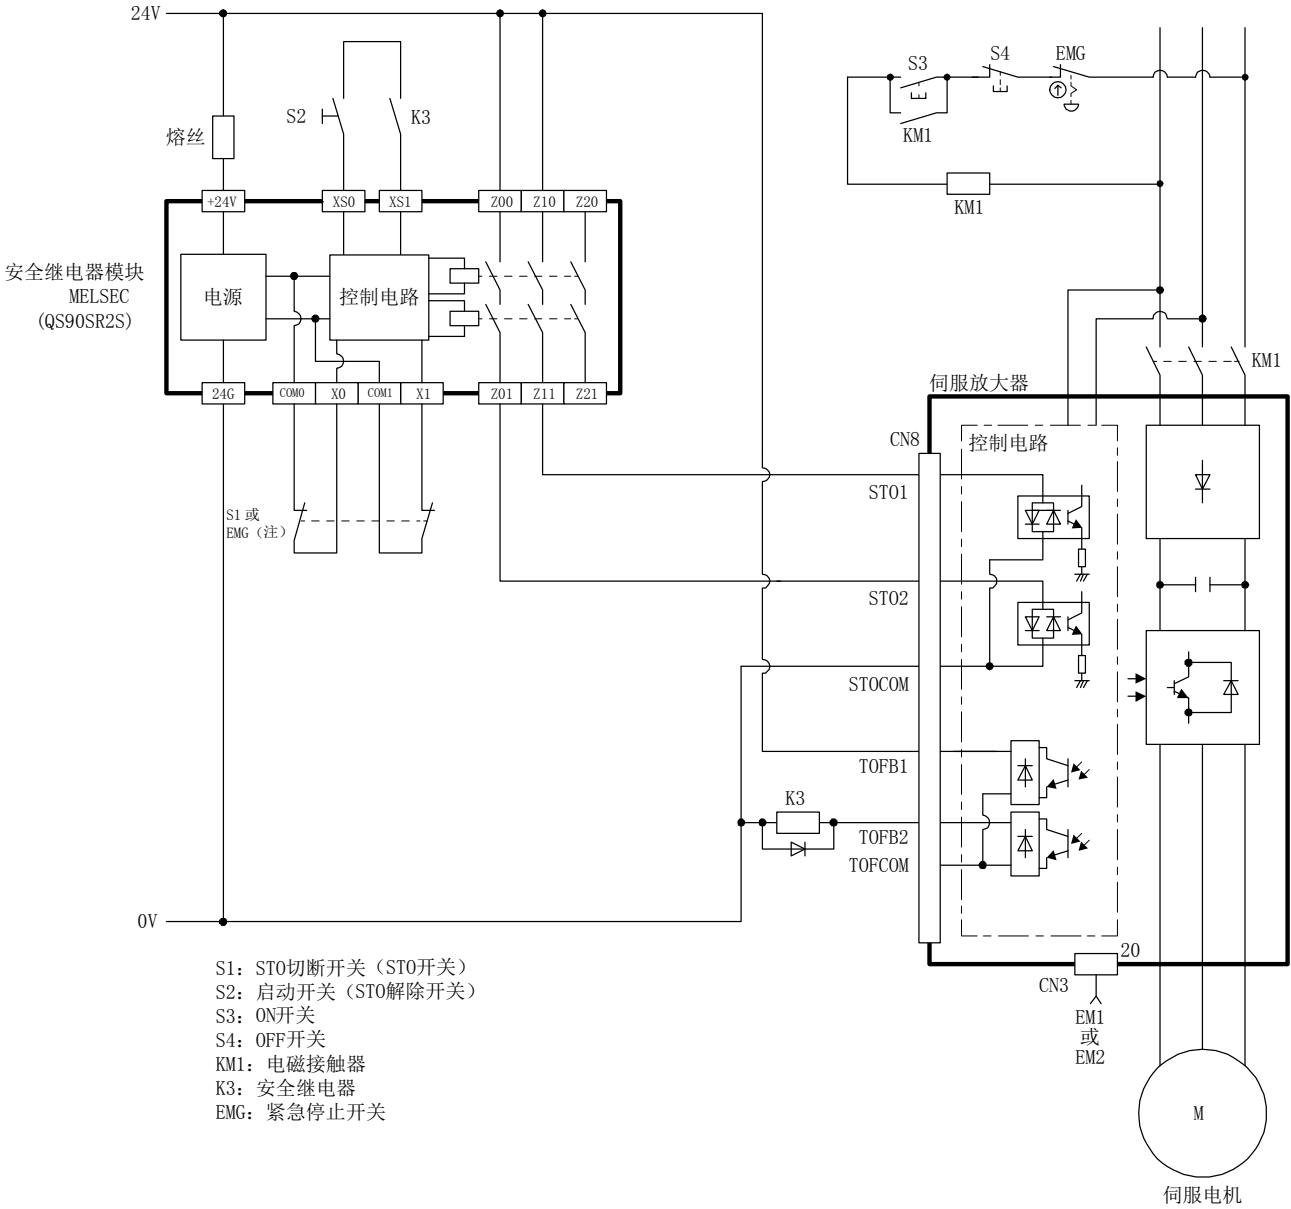 24V
S3
S4
EMG
S2
K3
熔丝
KM1
KM1
+24V
XS0
XS1
Z00
Z10
Z20
安全继电器模块
MELSEC
(QS90SR2S)
电源
控制电路
KM1
24G
COM0
X0
COM1
X1
Z01
Z11
Z21
伺服放大器
CN8
控制电路
STO1
S1 或
EMG（注）
STO2
STOCOM
TOFB1
K3
TOFB2
TOFCOM
0V
20
CN3
EM1
或
EM2
S1：STO切断开关（STO开关）
S2：启动开关（STO解除开关）
S3：ON开关
S4：OFF开关
KM1：电磁接触器
K3：安全继电器
EMG：紧急停止开关
M
伺服电机